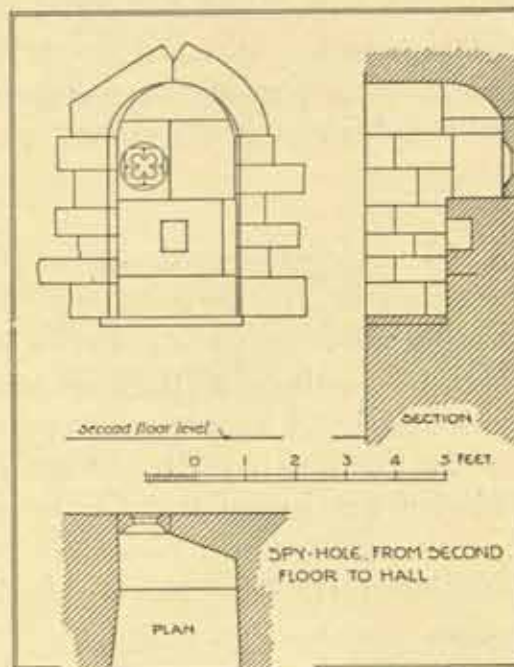 Second floor level
SECTION
0 1 2 3 4 5 FEET.
SPY-HOLE, FROM SECOND
FLOOR TO HALL
PLAN